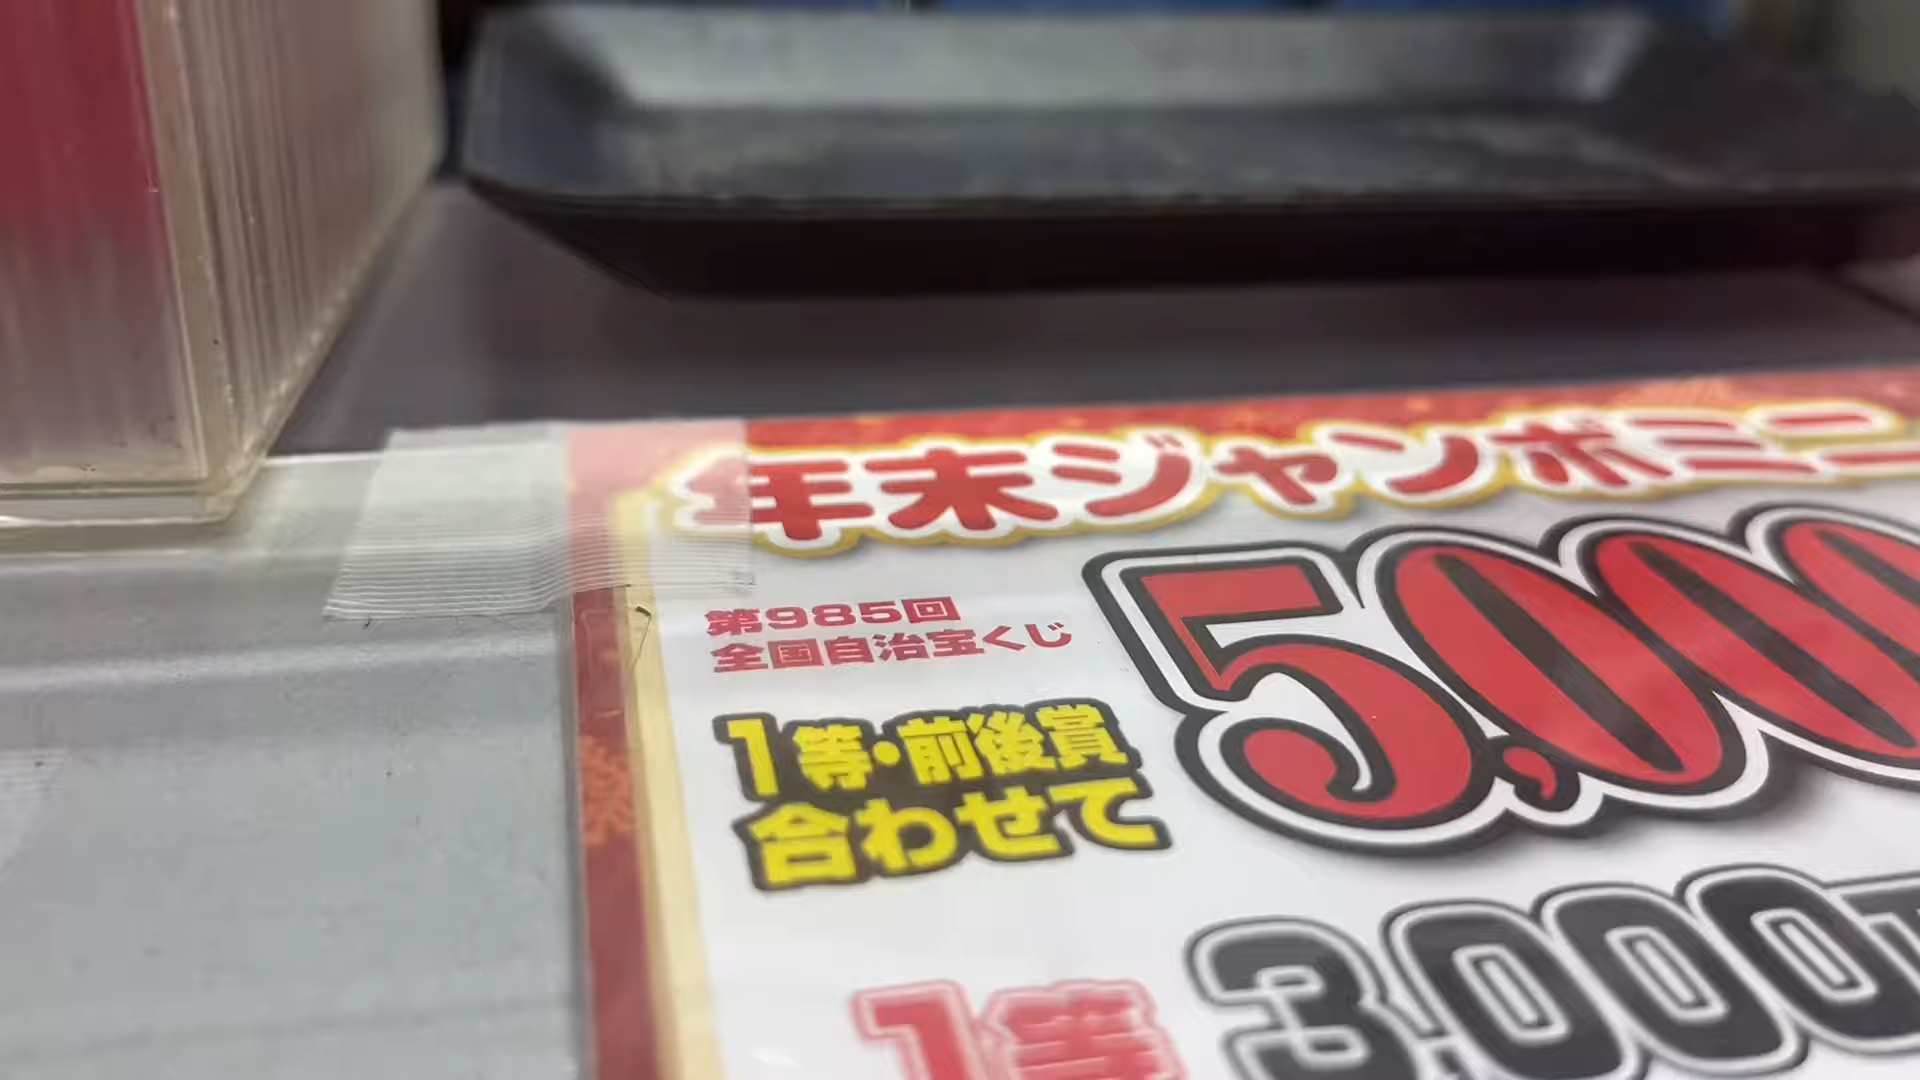 年末ジャンボミニ
第985回
全国自治宝くじ
1等・前後賞
合わせて
5,000
1等
3,000